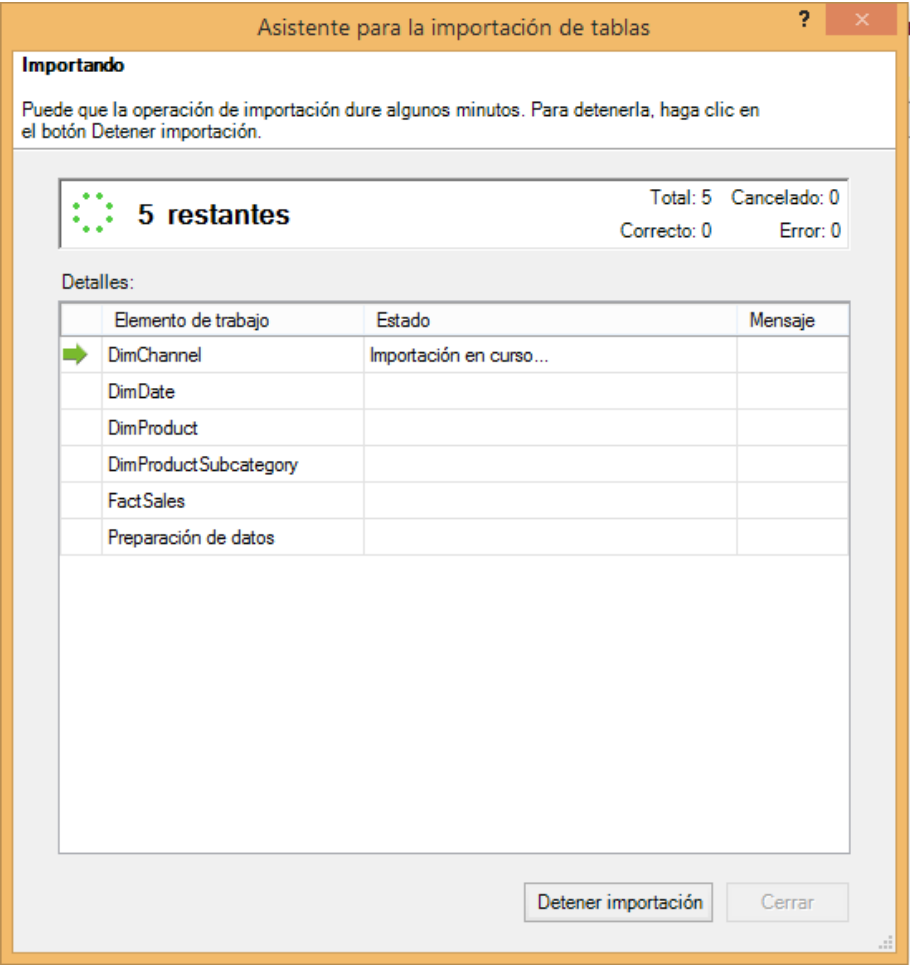 Asistente para la importación de tablas
?
Importando
Puede que la operación de importación dure algunos minutos. Para detenerla, haga clic en
el botón Detener importación.
5 restantes
Total: 5 Cancelado: 0
Correcto: 0 Error: 0
Detalles:
Elemento de trabajo Estado Mensaje
DimChannel Importación en curso...
DimDate
DimProduct
DimProductSubcategory
FactSales
Preparación de datos
Detener importación Cerrar